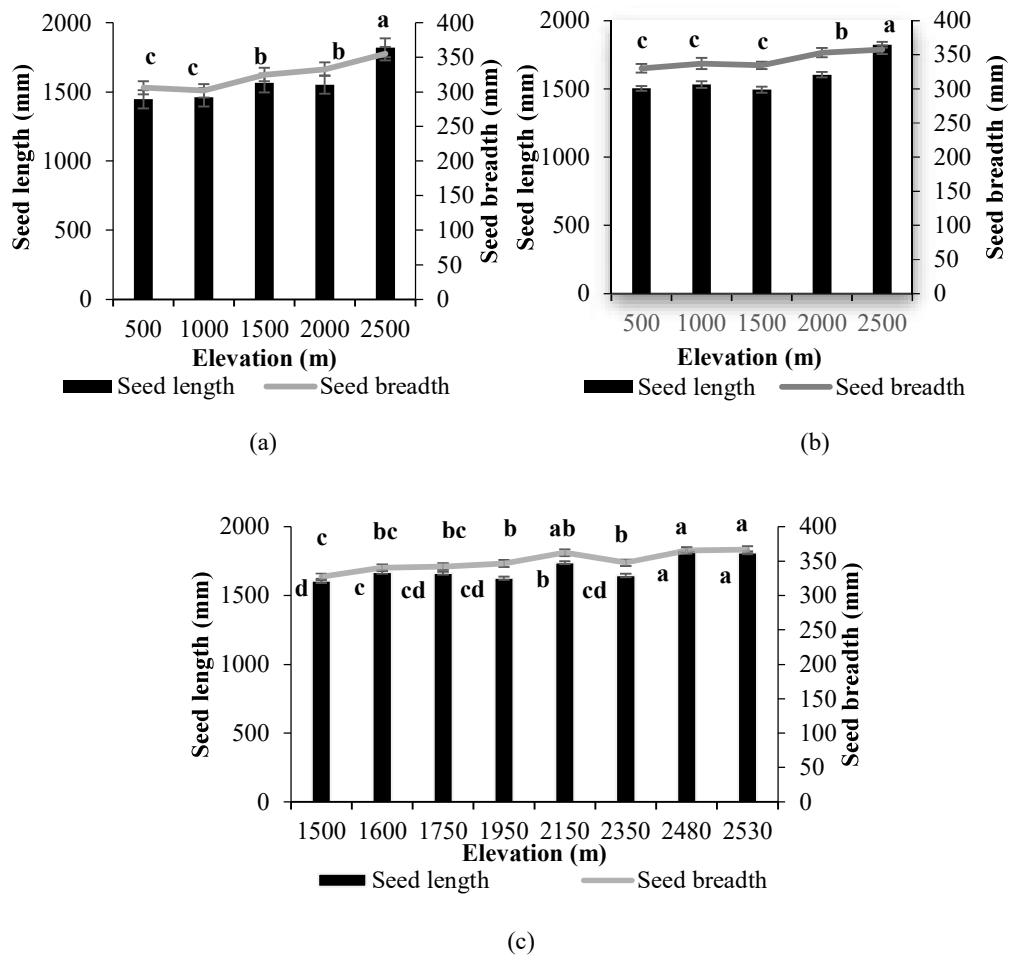 2000 400
a
350
c c b b
1500 300
250
1000 200
150
500 100
50
0 0
Seed length (mm)
Seed breadth (mm)
500 1000 1500 2000 2500
Elevation (m)
Seed length Seed breadth
(a)
2000 400
a
c c c b
350
1500 300
250
1000 200
150
500 100
50
0 0
Seed length (mm)
Seed breadth (mm)
500 1000 1500 2000 2500
Elevation (m)
Seed length Seed breadth
(b)
2000 400
c bc bc b ab b a a
350
1500 300
d c cd cd b cd a a
250
1000 200
150
500 100
50
0 0
Seed length (mm)
Seed breadth (mm)
1500 1600 1750 1950 2150 2350 2480 2530
Elevation (m)
Seed length Seed breadth
(c)